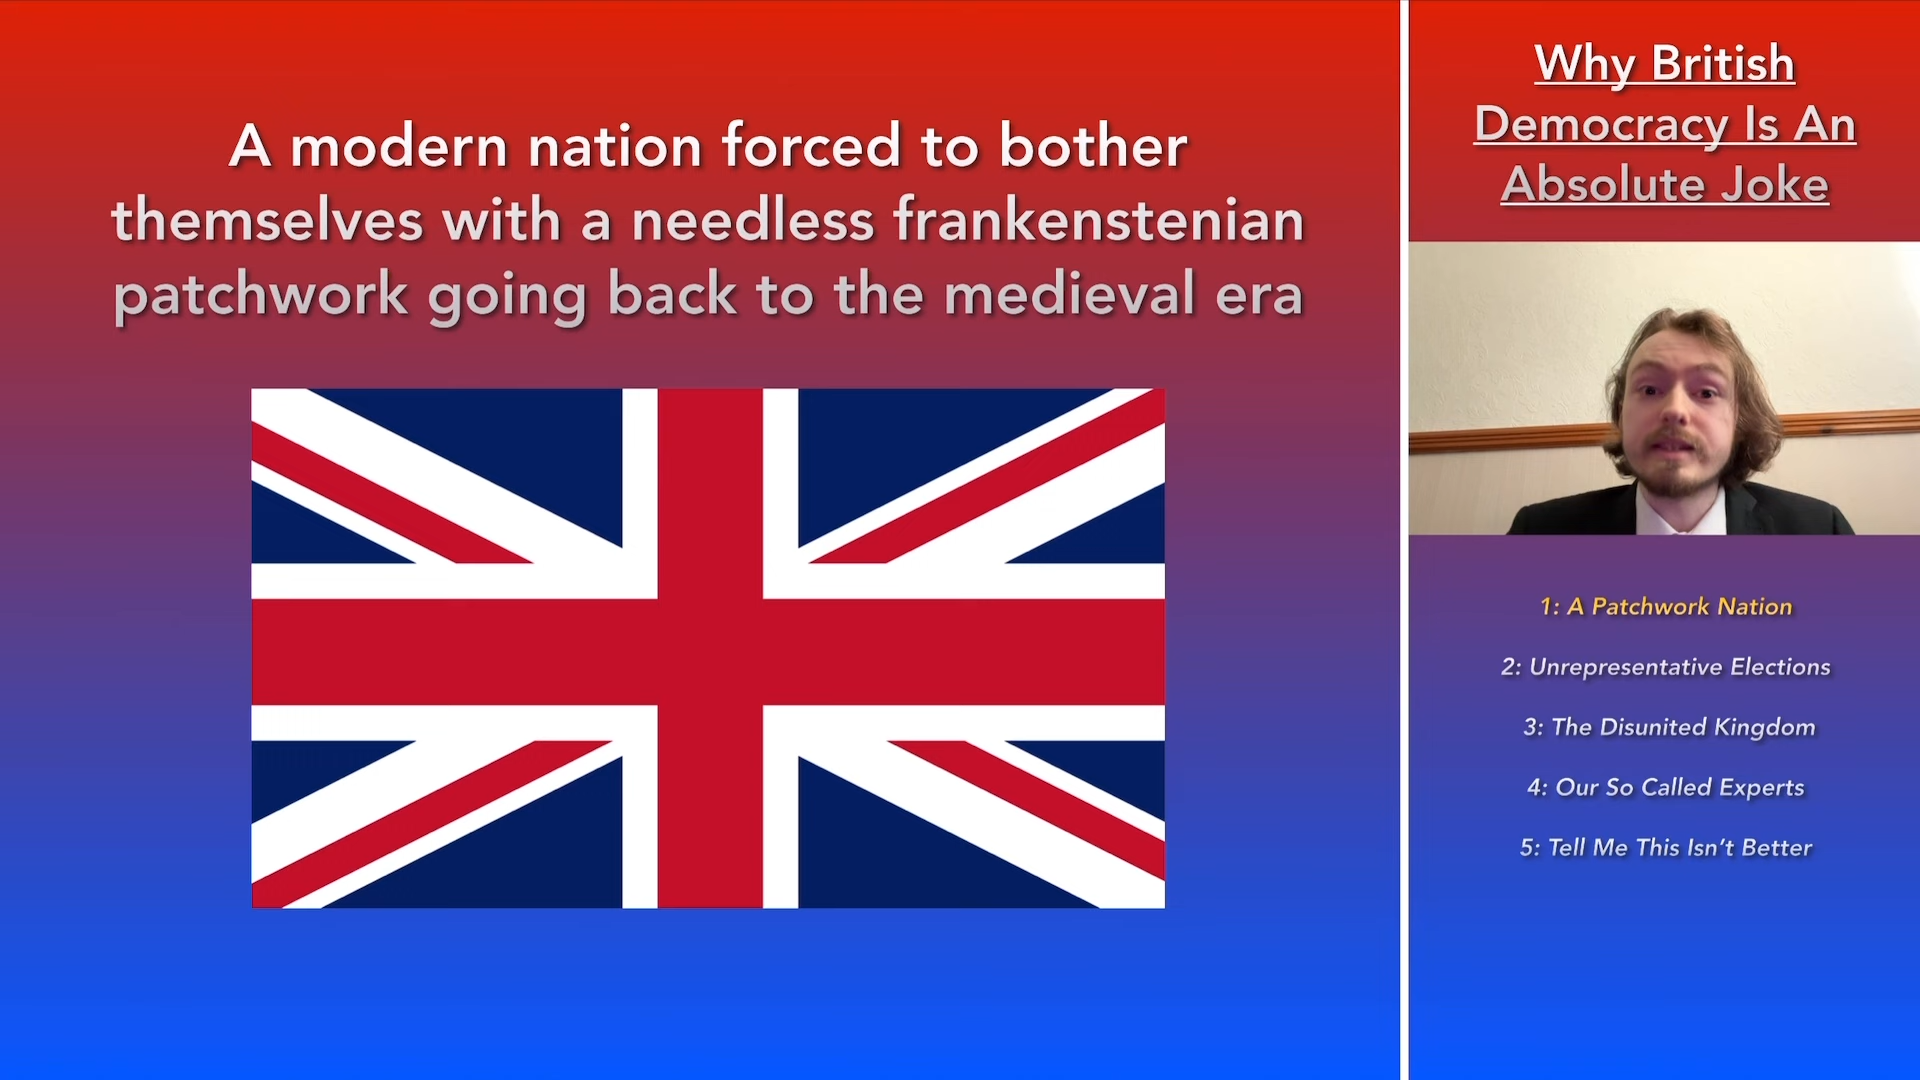 A modern nation forced to bother
themselves with a needless frankenstenian
patchwork going back to the medieval era
Why British
Democracy Is An
Absolute Joke
1: A Patchwork Nation
2: Unrepresentative Elections
3: The Disunited Kingdom
4: Our So Called Experts
5: Tell Me This Isn’t Better